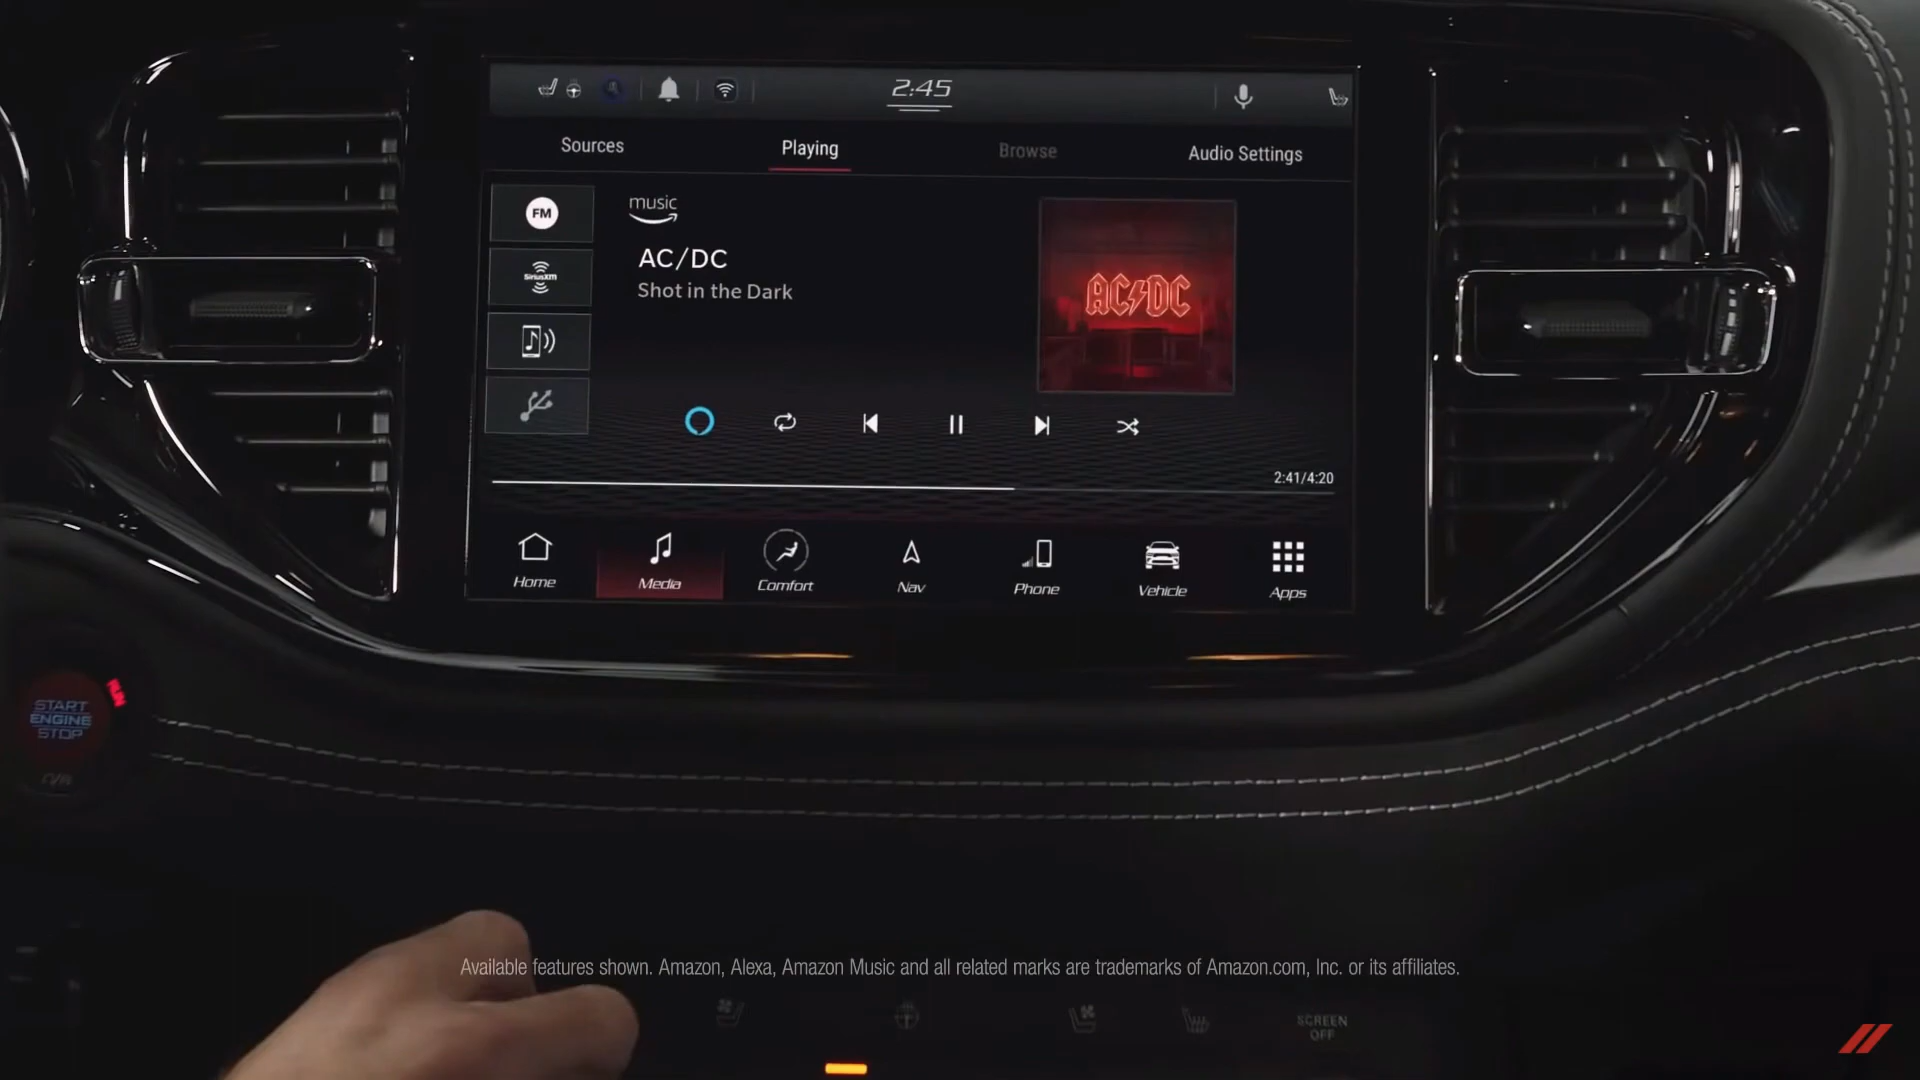 2:45
Sources
Playing
Browse
Audio Settings
FM
SiriusXM
music
AC/DC
Shot in the Dark
AC/DC
2:41/4:20
Home
Media
Comfort
Nav
Phone
Vehicle
Apps
RUN
START
ENGINE
STOP
Available features shown. Amazon, Alexa, Amazon Music and all related marks are trademarks of Amazon.com, Inc. or its affiliates.
SCREEN
OFF